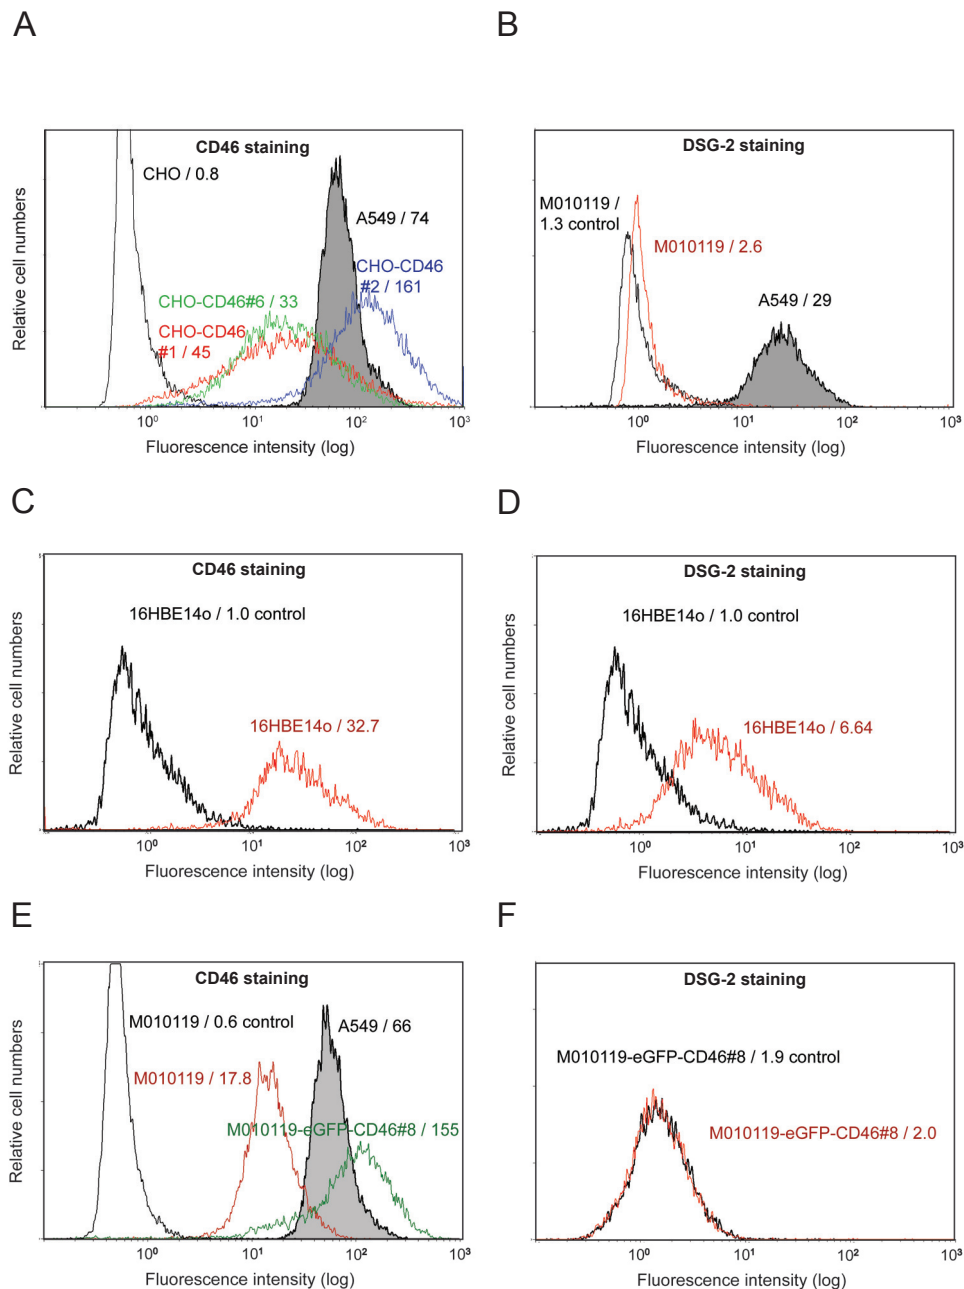 A
CD46 staining
CHO / 0.8
A549 / 74
CHO-CD46
#2 / 161
CHO-CD46#6 / 33
CHO-CD46
#1 / 45
Relative cell numbers
10⁰ 10¹ 10² 10³
Fluorescence intensity (log)
B
DSG-2 staining
M010119 /
1.3 control
M010119 / 2.6
A549 / 29
Relative cell numbers
10⁰ 10¹ 10² 10³
Fluorescence intensity (log)
C
CD46 staining
16HBE14o / 1.0 control
16HBE14o / 32.7
Relative cell numbers
10⁰ 10¹ 10² 10³
Fluorescence intensity (log)
D
DSG-2 staining
16HBE14o / 1.0 control
16HBE14o / 6.64
Relative cell numbers
10⁰ 10¹ 10² 10³
Fluorescence intensity (log)
E
CD46 staining
M010119 / 0.6 control
A549 / 66
M010119 / 17.8
M010119-eGFP-CD46#8 / 155
Relative cell numbers
10⁰ 10¹ 10² 10³
Fluorescence intensity (log)
F
DSG-2 staining
M010119-eGFP-CD46#8 / 1.9 control
M010119-eGFP-CD46#8 / 2.0
Relative cell numbers
10⁰ 10¹ 10² 10³
Fluorescence intensity (log)